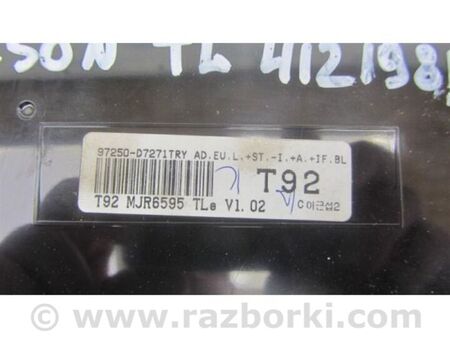 SON TL 412198
97250-D7271TRY AD.EU.L.+ST.-I.+A.+IF.BL
T92
T92 MJR6595 TLe V1.02
www.razborki.com